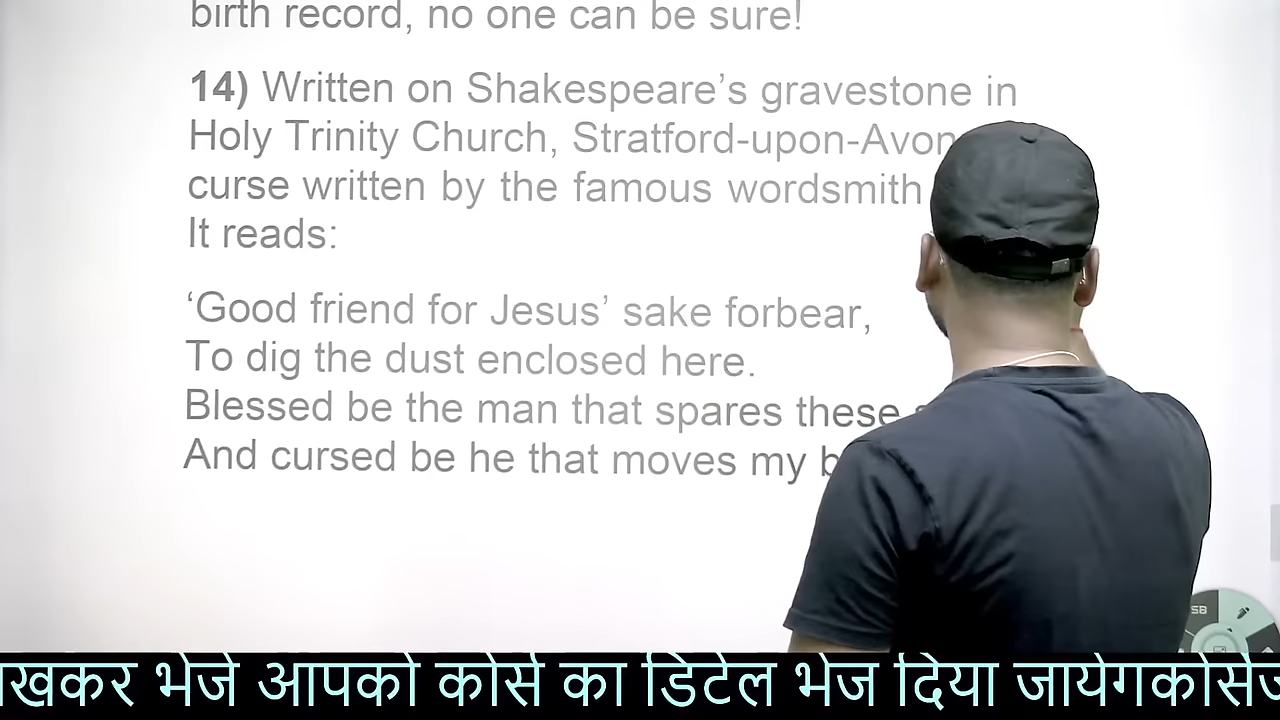 birth record, no one can be sure!
14) Written on Shakespeare’s gravestone in
Holy Trinity Church, Stratford-upon-Avon
curse written by the famous wordsmith
It reads:
‘Good friend for Jesus’ sake forbear,
To dig the dust enclosed here.
Blessed be the man that spares these
And cursed be he that moves my
SB
खकर भेजे आपको कोर्स का डिटेल भेज दिया जायेगकोसेज